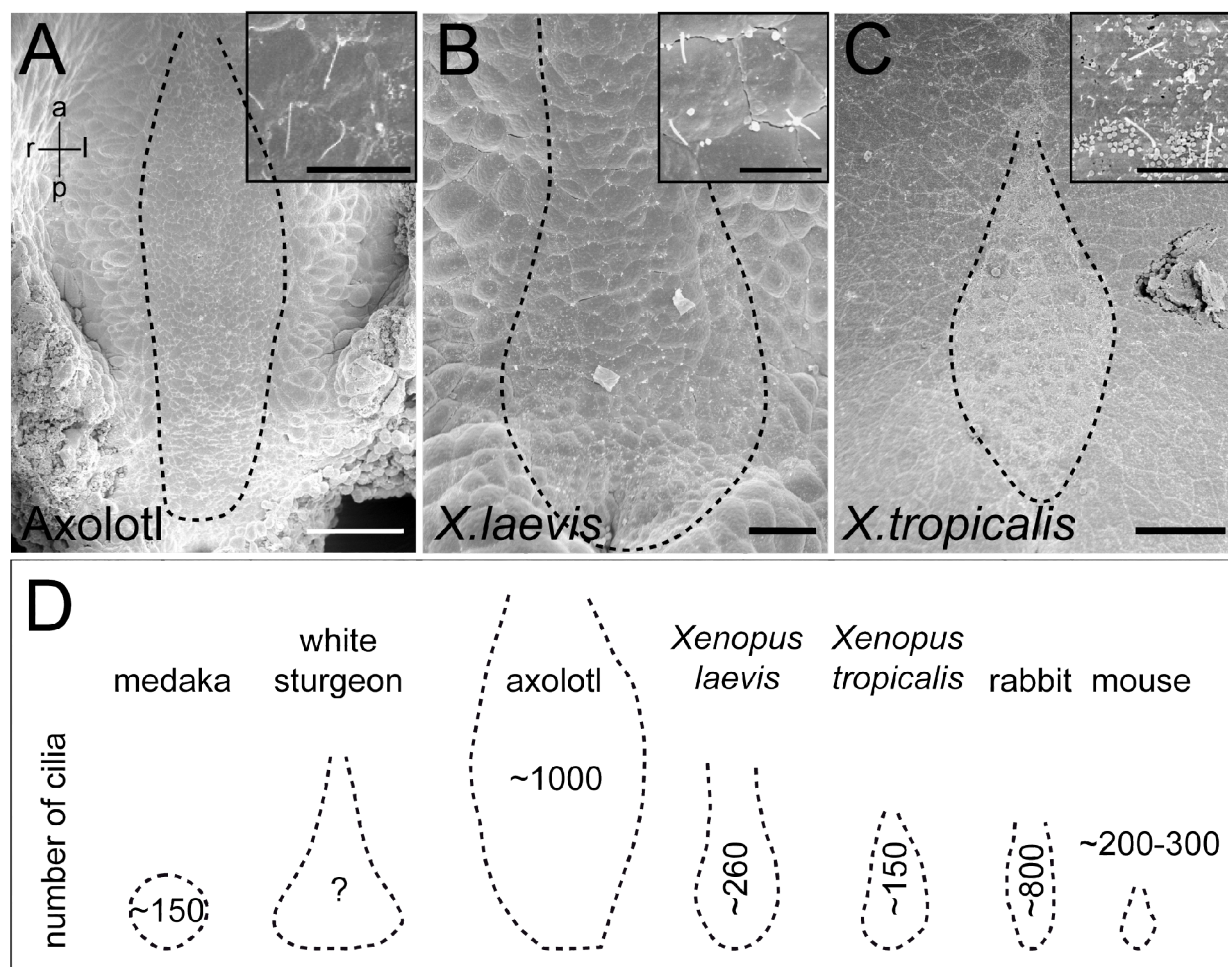 A
a
r l
p
Axolotl
B
X.laevis
C
X.tropicalis
D
medaka
white
sturgeon
axolotl
Xenopus
laevis
Xenopus
tropicalis
rabbit
mouse
number of cilia
~150
?
~1000
~260
~150
~800
~200-300